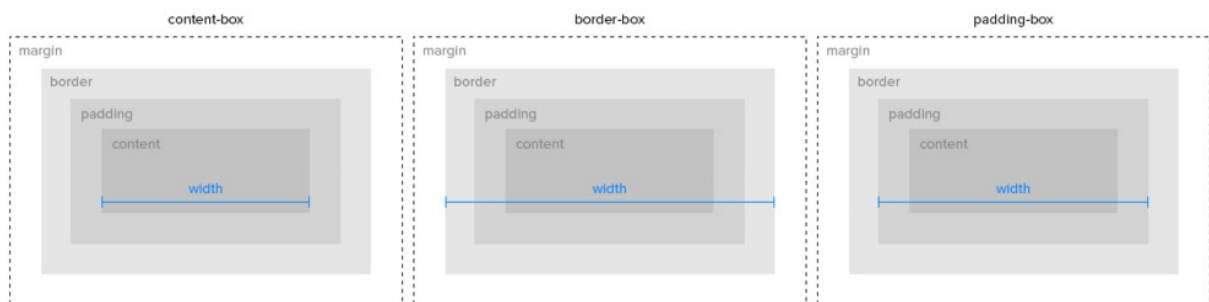 content-box
margin
border
padding
content
width
border-box
margin
border
padding
content
width
padding-box
margin
border
padding
content
width